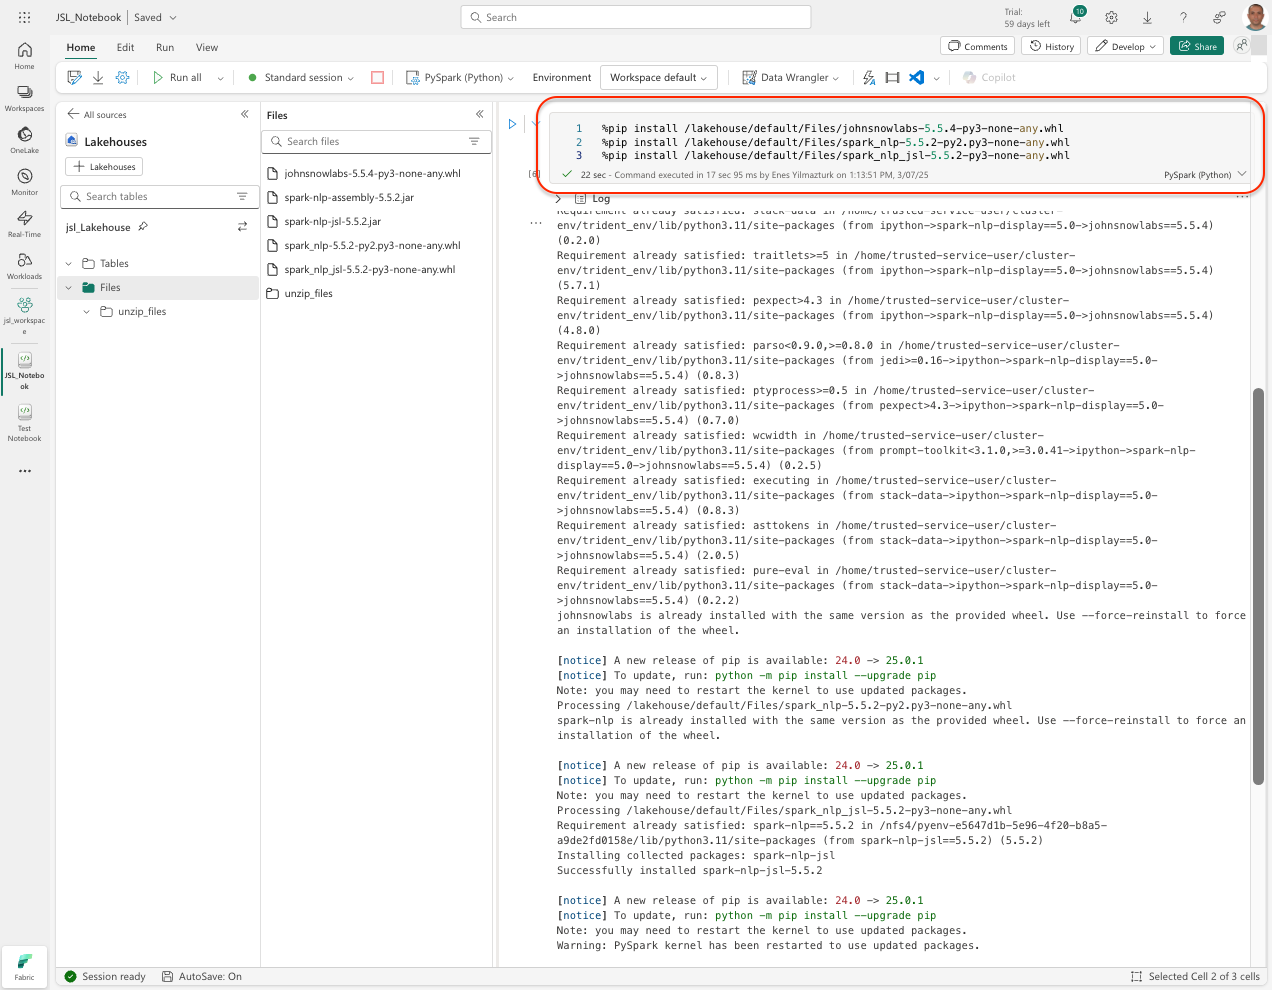 JSL_Notebook
Saved
Search
Trial:
59 days left
10
Home
Edit
Run
View
Comments
History
Develop
Share
Run all
Standard session
PySpark (Python)
Environment
Workspace default
Data Wrangler
Copilot
Home
Workspaces
OneLake
Monitor
Real-Time
Workloads
jsl_workspac
e
JSL_Notebo
ok
Test
Notebook
Fabric
All sources
Lakehouses
Lakehouses
Search tables
jsl_Lakehouse
Tables
Files
unzip_files
Files
Search files
johnsnowlabs-5.5.4-py3-none-any.whl
spark-nlp-assembly-5.5.2.jar
spark-nlp-jsl-5.5.2.jar
spark_nlp-5.5.2-py2.py3-none-any.whl
spark_nlp_jsl-5.5.2-py3-none-any.whl
unzip_files
1 %pip install /lakehouse/default/Files/johnsnowlabs-5.5.4-py3-none-any.whl
2 %pip install /lakehouse/default/Files/spark_nlp-5.5.2-py2.py3-none-any.whl
3 %pip install /lakehouse/default/Files/spark_nlp_jsl-5.5.2-py3-none-any.whl
[6]
22 sec - Command executed in 17 sec 95 ms by Enes Yilmazturk on 1:13:51 PM, 3/07/25
PySpark (Python)
Log
Requirement already satisfied: stack-data in /home/trusted-service-user/cluster-
env/trident_env/lib/python3.11/site-packages (from ipython->spark-nlp-display==5.0->johnsnowlabs==5.5.4)
(0.2.0)
Requirement already satisfied: traitlets>=5 in /home/trusted-service-user/cluster-
env/trident_env/lib/python3.11/site-packages (from ipython->spark-nlp-display==5.0->johnsnowlabs==5.5.4)
(5.7.1)
Requirement already satisfied: pexpect>4.3 in /home/trusted-service-user/cluster-
env/trident_env/lib/python3.11/site-packages (from ipython->spark-nlp-display==5.0->johnsnowlabs==5.5.4)
(4.8.0)
Requirement already satisfied: parso<0.9.0,>=0.8.0 in /home/trusted-service-user/cluster-
env/trident_env/lib/python3.11/site-packages (from jedi>=0.16->ipython->spark-nlp-display==5.0-
>johnsnowlabs==5.5.4) (0.8.3)
Requirement already satisfied: ptyprocess>=0.5 in /home/trusted-service-user/cluster-
env/trident_env/lib/python3.11/site-packages (from pexpect>4.3->ipython->spark-nlp-display==5.0-
>johnsnowlabs==5.5.4) (0.7.0)
Requirement already satisfied: wcwidth in /home/trusted-service-user/cluster-
env/trident_env/lib/python3.11/site-packages (from prompt-toolkit<3.1.0,>=3.0.41->ipython->spark-nlp-
display==5.0->johnsnowlabs==5.5.4) (0.2.5)
Requirement already satisfied: executing in /home/trusted-service-user/cluster-
env/trident_env/lib/python3.11/site-packages (from stack-data->ipython->spark-nlp-display==5.0-
>johnsnowlabs==5.5.4) (0.8.3)
Requirement already satisfied: asttokens in /home/trusted-service-user/cluster-
env/trident_env/lib/python3.11/site-packages (from stack-data->ipython->spark-nlp-display==5.0-
>johnsnowlabs==5.5.4) (2.0.5)
Requirement already satisfied: pure-eval in /home/trusted-service-user/cluster-
env/trident_env/lib/python3.11/site-packages (from stack-data->ipython->spark-nlp-display==5.0-
>johnsnowlabs==5.5.4) (0.2.2)
johnsnowlabs is already installed with the same version as the provided wheel. Use --force-reinstall to force
an installation of the wheel.
[notice] A new release of pip is available: 24.0 -> 25.0.1
[notice] To update, run: python -m pip install --upgrade pip
Note: you may need to restart the kernel to use updated packages.
Processing /lakehouse/default/Files/spark_nlp-5.5.2-py2.py3-none-any.whl
spark-nlp is already installed with the same version as the provided wheel. Use --force-reinstall to force an
installation of the wheel.
[notice] A new release of pip is available: 24.0 -> 25.0.1
[notice] To update, run: python -m pip install --upgrade pip
Note: you may need to restart the kernel to use updated packages.
Processing /lakehouse/default/Files/spark_nlp_jsl-5.5.2-py3-none-any.whl
Requirement already satisfied: spark-nlp==5.5.2 in /nfs4/pyenv-e5647d1b-5e96-4f20-b8a5-
a9de2fd0158e/lib/python3.11/site-packages (from spark-nlp-jsl==5.5.2) (5.5.2)
Installing collected packages: spark-nlp-jsl
Successfully installed spark-nlp-jsl-5.5.2
[notice] A new release of pip is available: 24.0 -> 25.0.1
[notice] To update, run: python -m pip install --upgrade pip
Note: you may need to restart the kernel to use updated packages.
Warning: PySpark kernel has been restarted to use updated packages.
Session ready
AutoSave: On
Selected Cell 2 of 3 cells